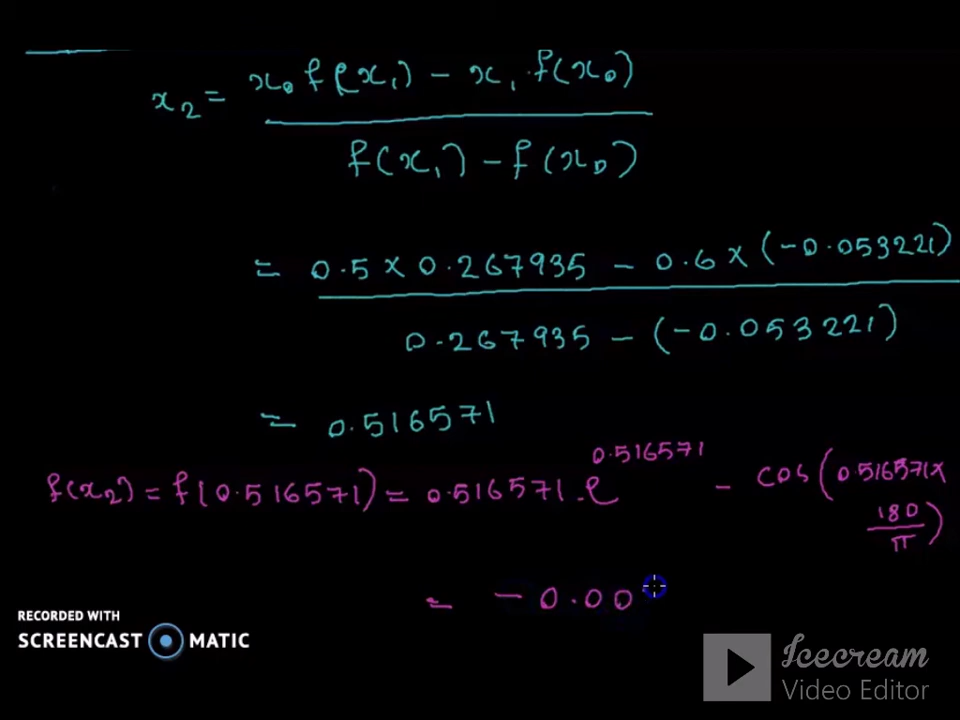 x₀ f(x₁) - x₁ . f(x₀)
x₂ =
f(x₁) - f(x₀)
= 0.5 × 0.267935 - 0.6 × (-0.053221)
0.267935 - (-0.053221)
= 0.516571
0.516571
f(x₂) = f(0.516571) = 0.516571 . e - cos (0.516571 ×
180
π )
= -0.00
RECORDED WITH
SCREENCAST MATIC
Icecream
Video Editor